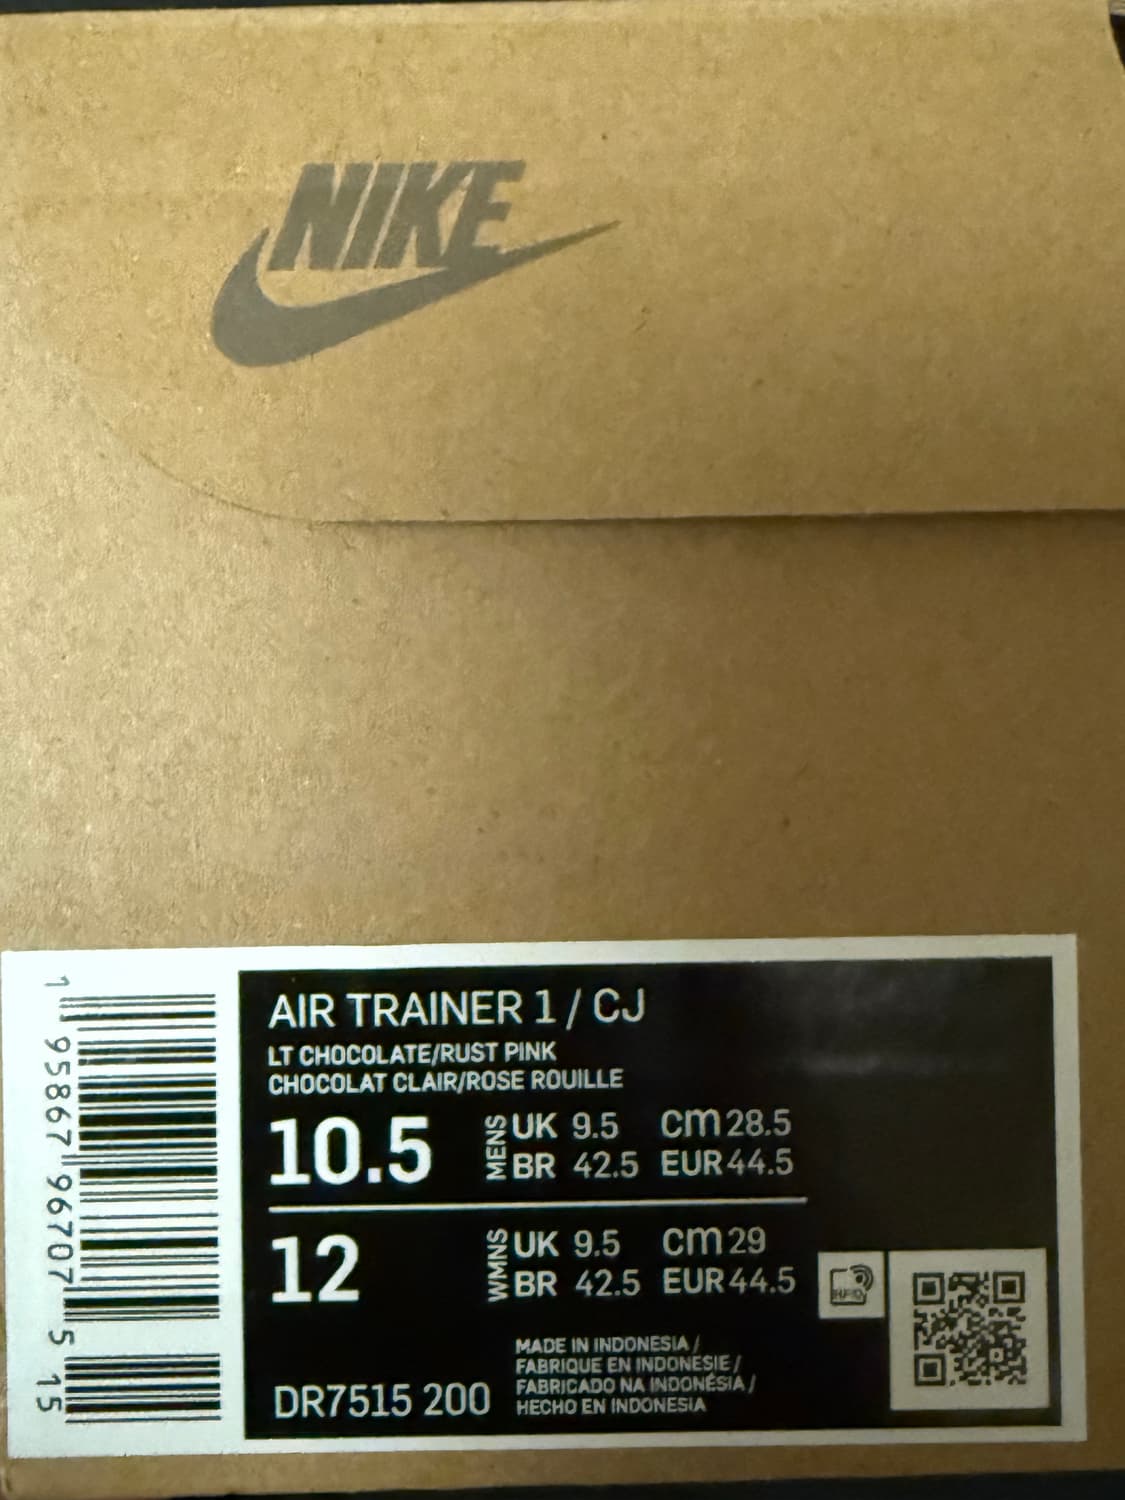 NIKE
1 95867 96707 5 15
AIR TRAINER 1 / CJ
LT CHOCOLATE/RUST PINK
CHOCOLAT CLAIR/ROSE ROUILLE
10.5 MENS UK 9.5 cm 28.5
BR 42.5 EUR 44.5
12 WMNS UK 9.5 cm 29
BR 42.5 EUR 44.5
RFID
MADE IN INDONESIA /
FABRIQUE EN INDONESIE /
FABRICADO NA INDONÉSIA /
HECHO EN INDONESIA
DR7515 200